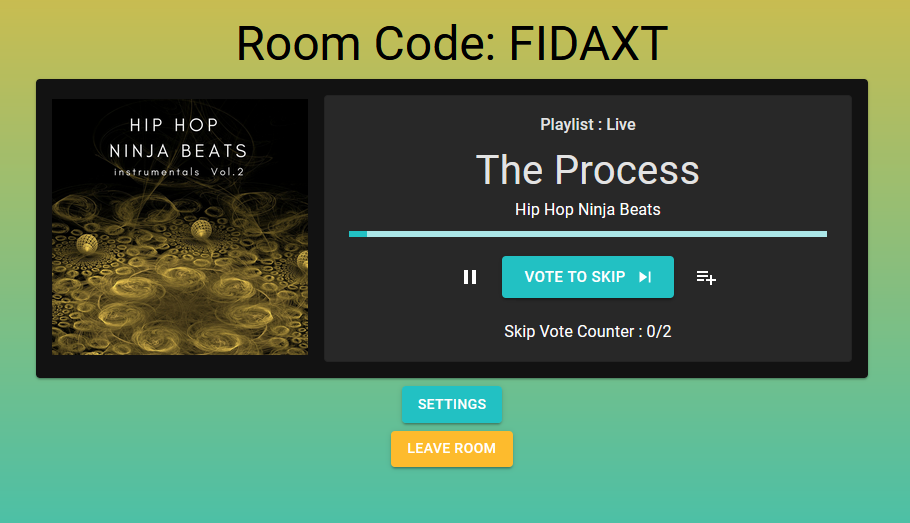 Room Code: FIDAXT
HIP HOP
NINJA BEATS
instrumentals Vol.2
Playlist : Live
The Process
Hip Hop Ninja Beats
VOTE TO SKIP
Skip Vote Counter : 0/2
SETTINGS
LEAVE ROOM